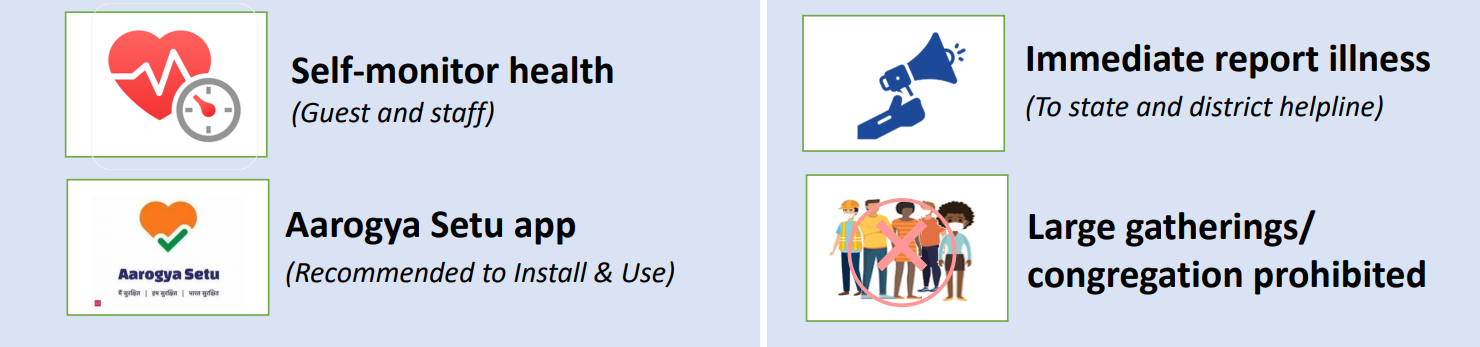 Self-monitor health
(Guest and staff)
Aarogya Setu app
(Recommended to Install & Use)
Aarogya Setu
मैं सुरक्षित | हम सुरक्षित | भारत सुरक्षित
Immediate report illness
(To state and district helpline)
Large gatherings/
congregation prohibited